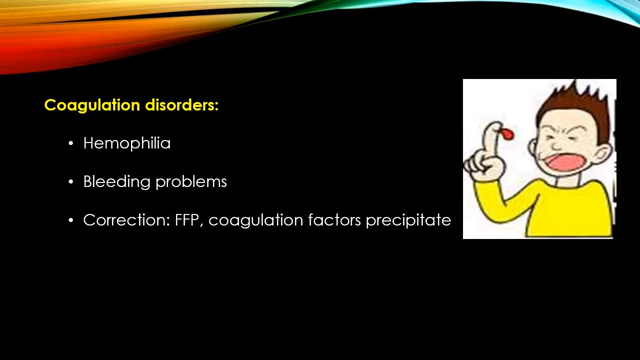 Coagulation disorders:
• Hemophilia
• Bleeding problems
• Correction: FFP, coagulation factors precipitate